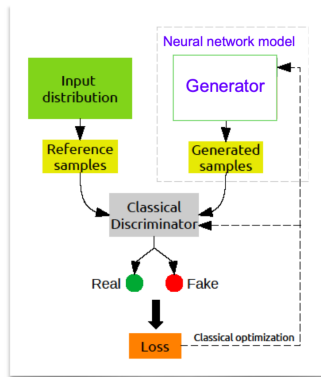 Neural network model
Input
distribution
Generator
Reference
samples
Generated
samples
Classical
Discriminator
Real
Fake
Classical optimization
Loss